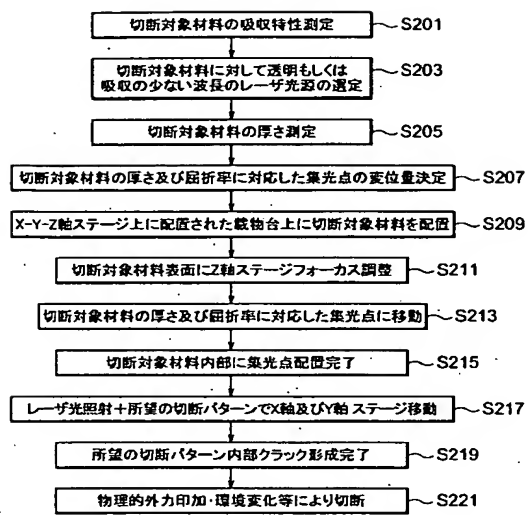 切断対象材料の吸収特性測定 S201
切断対象材料に対して透明もしくは
吸収の少ない波長のレーザ光源の選定 S203
切断対象材料の厚さ測定 S205
切断対象材料の厚さ及び屈折率に対応した集光点の変位量決定 S207
X-Y-Z軸ステージ上に配置された載物台上に切断対象材料を配置 S209
切断対象材料表面にZ軸ステージフォーカス調整 S211
切断対象材料の厚さ及び屈折率に対応した集光点に移動 S213
切断対象材料内部に集光点配置完了 S215
レーザ光照射+所望の切断パターンでX軸及びY軸 ステージ移動 S217
所望の切断パターン内部クラック形成完了 S219
物理的外力印加・環境変化等により切断 S221